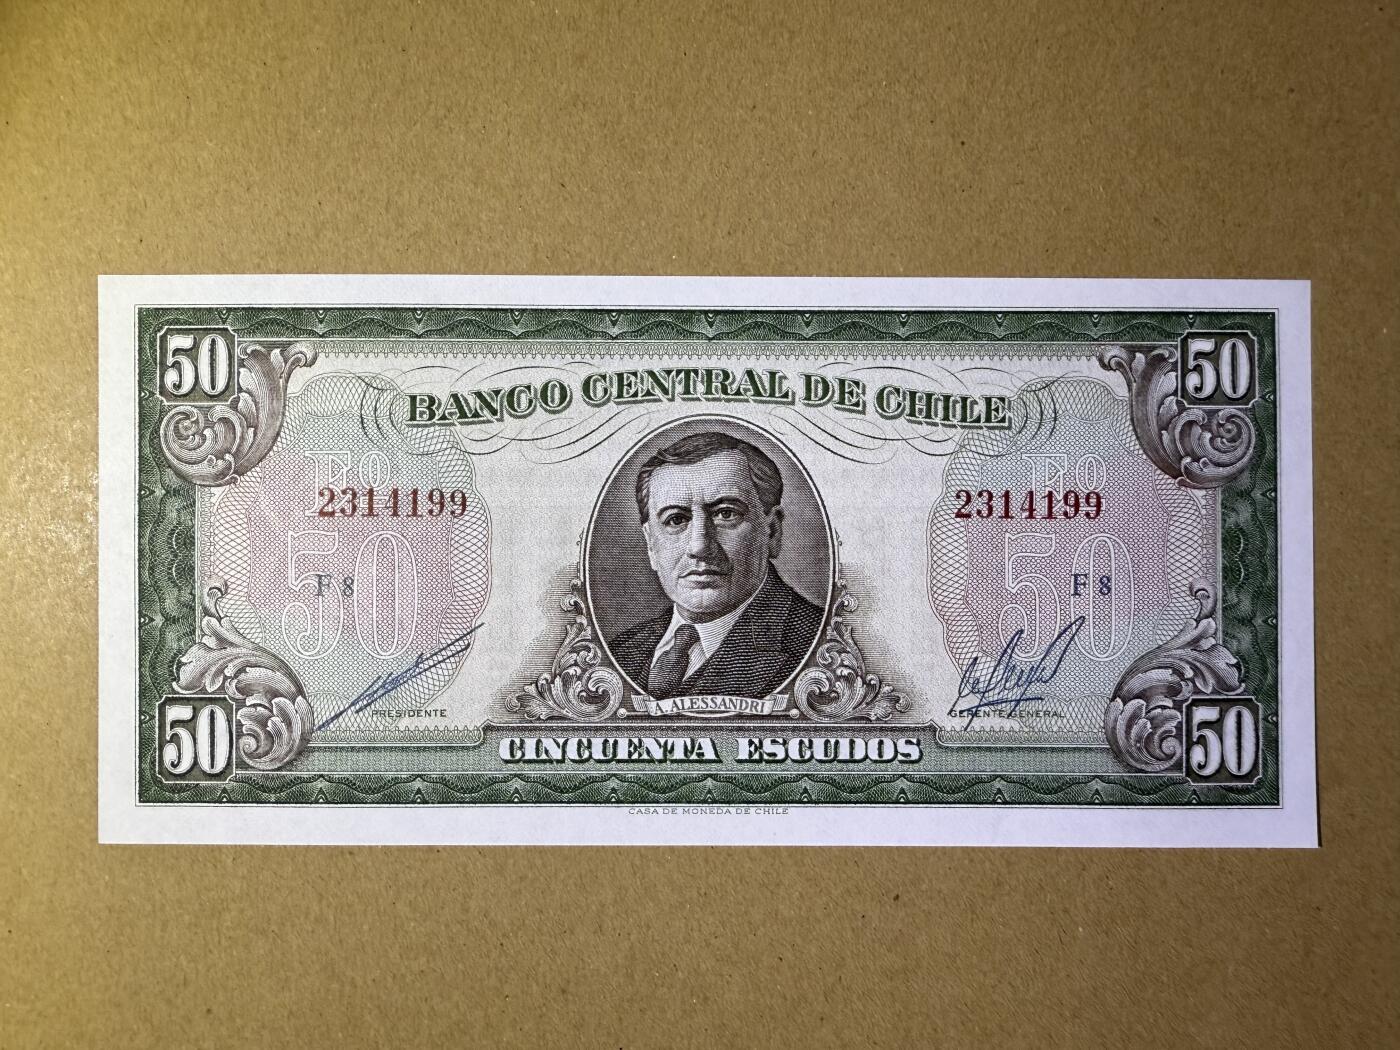 50 50
BANCO CENTRAL DE CHILE
Eº Eº
2314199 2314199
50 50
F 8 F 8
PRESIDENTE A. ALESSANDRI GERENTE GENERAL
50 CINCUENTA ESCUDOS 50
CASA DE MONEDA DE CHILE